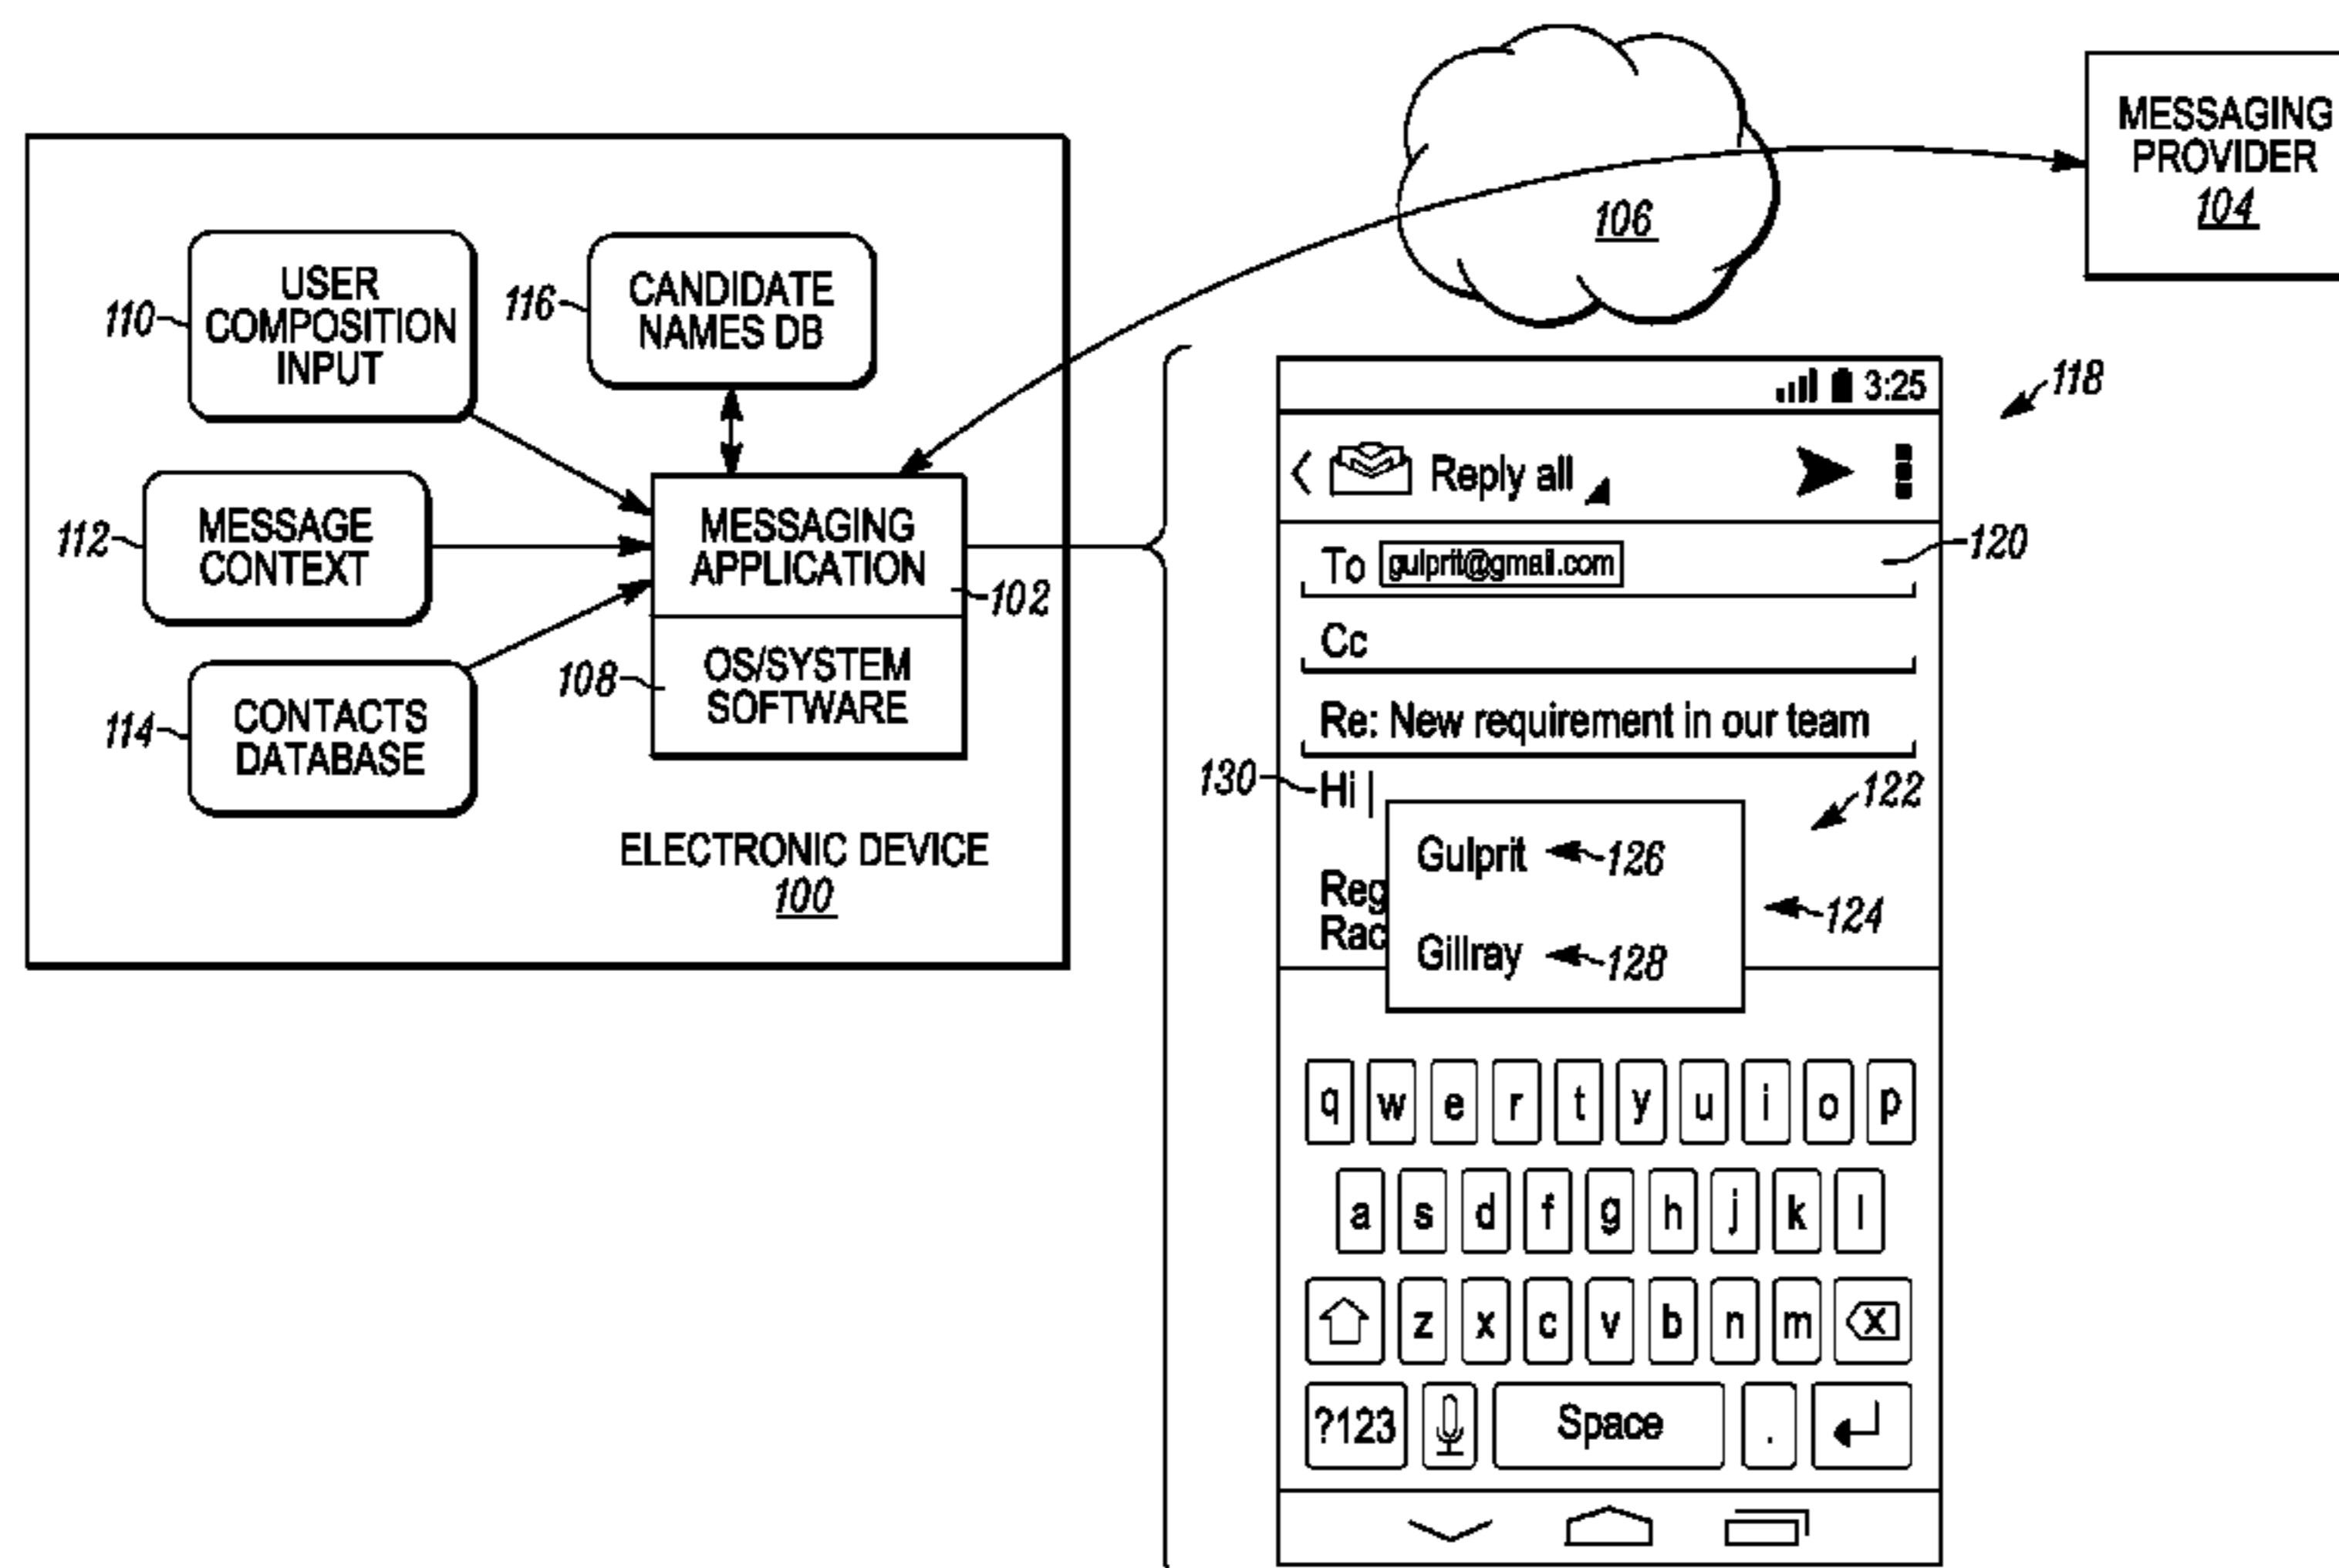 MESSAGING
PROVIDER
104
106
110
USER
COMPOSITION
INPUT
116
CANDIDATE
NAMES DB
112
MESSAGE
CONTEXT
MESSAGING
APPLICATION
102
114
CONTACTS
DATABASE
108
OS/SYSTEM
SOFTWARE
ELECTRONIC DEVICE
100
3:25
118
Reply all
To gulprit@gmail.com
120
Cc
Re: New requirement in our team
130
Hi
122
Gulprit
126
Reg
124
Rac
Gillray
128
q w e r t y u i o p
a s d f g h j k l
z x c v b n m X
?123 Space .